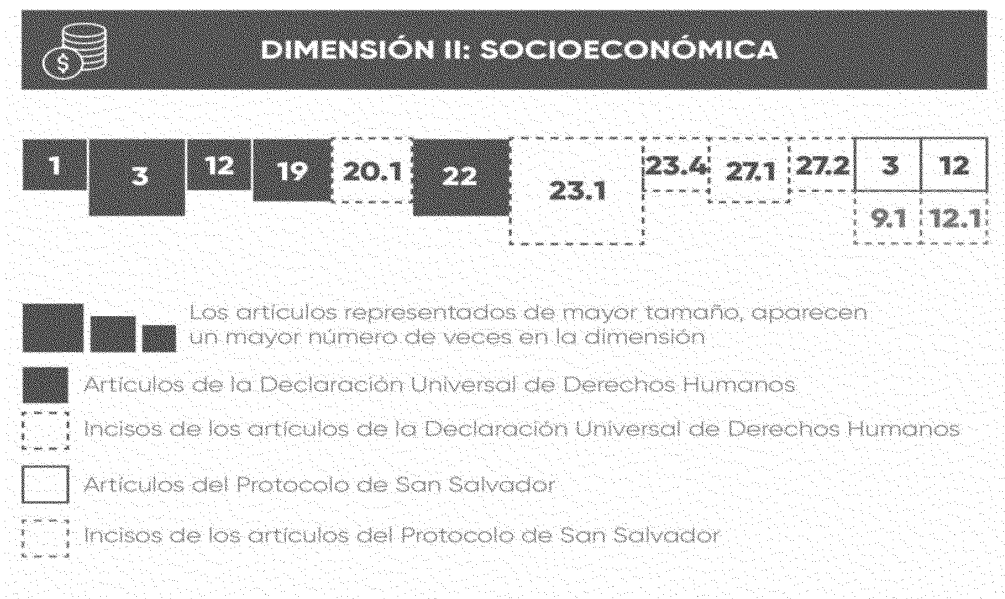 $
DIMENSIÓN II: SOCIOECONÓMICA
1 3 12 19 20.1 22 23.1 23.4 27.1 27.2 3 12
9.1 12.1
Los artículos representados de mayor tamaño, aparecen
un mayor número de veces en la dimensión
Artículos de la Declaración Universal de Derechos Humanos
Incisos de los artículos de la Declaración Universal de Derechos Humanos
Artículos del Protocolo de San Salvador
Incisos de los artículos del Protocolo de San Salvador